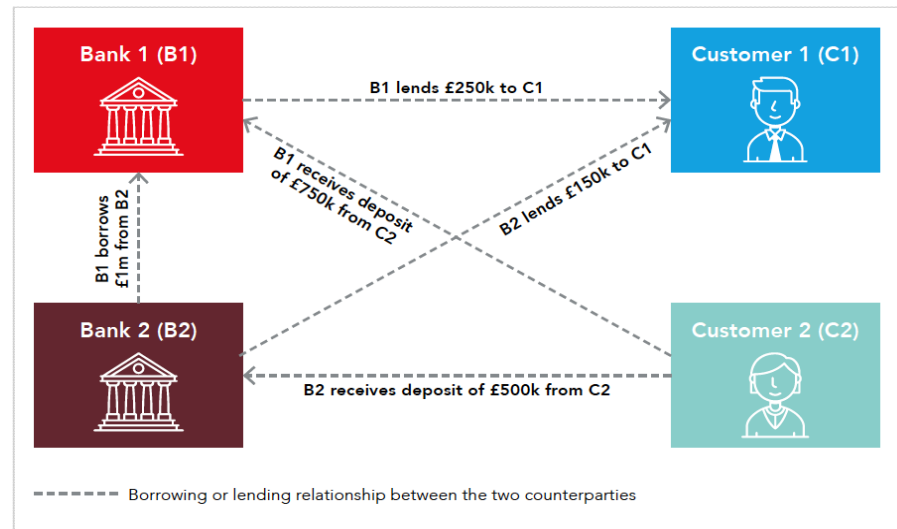 Bank 1 (B1)
Customer 1 (C1)
B1 lends £250k to C1
B1 receives deposit
of £750k from C2
B2 lends £150k to C1
B1 borrows
£1m from B2
Bank 2 (B2)
Customer 2 (C2)
B2 receives deposit of £500k from C2
Borrowing or lending relationship between the two counterparties